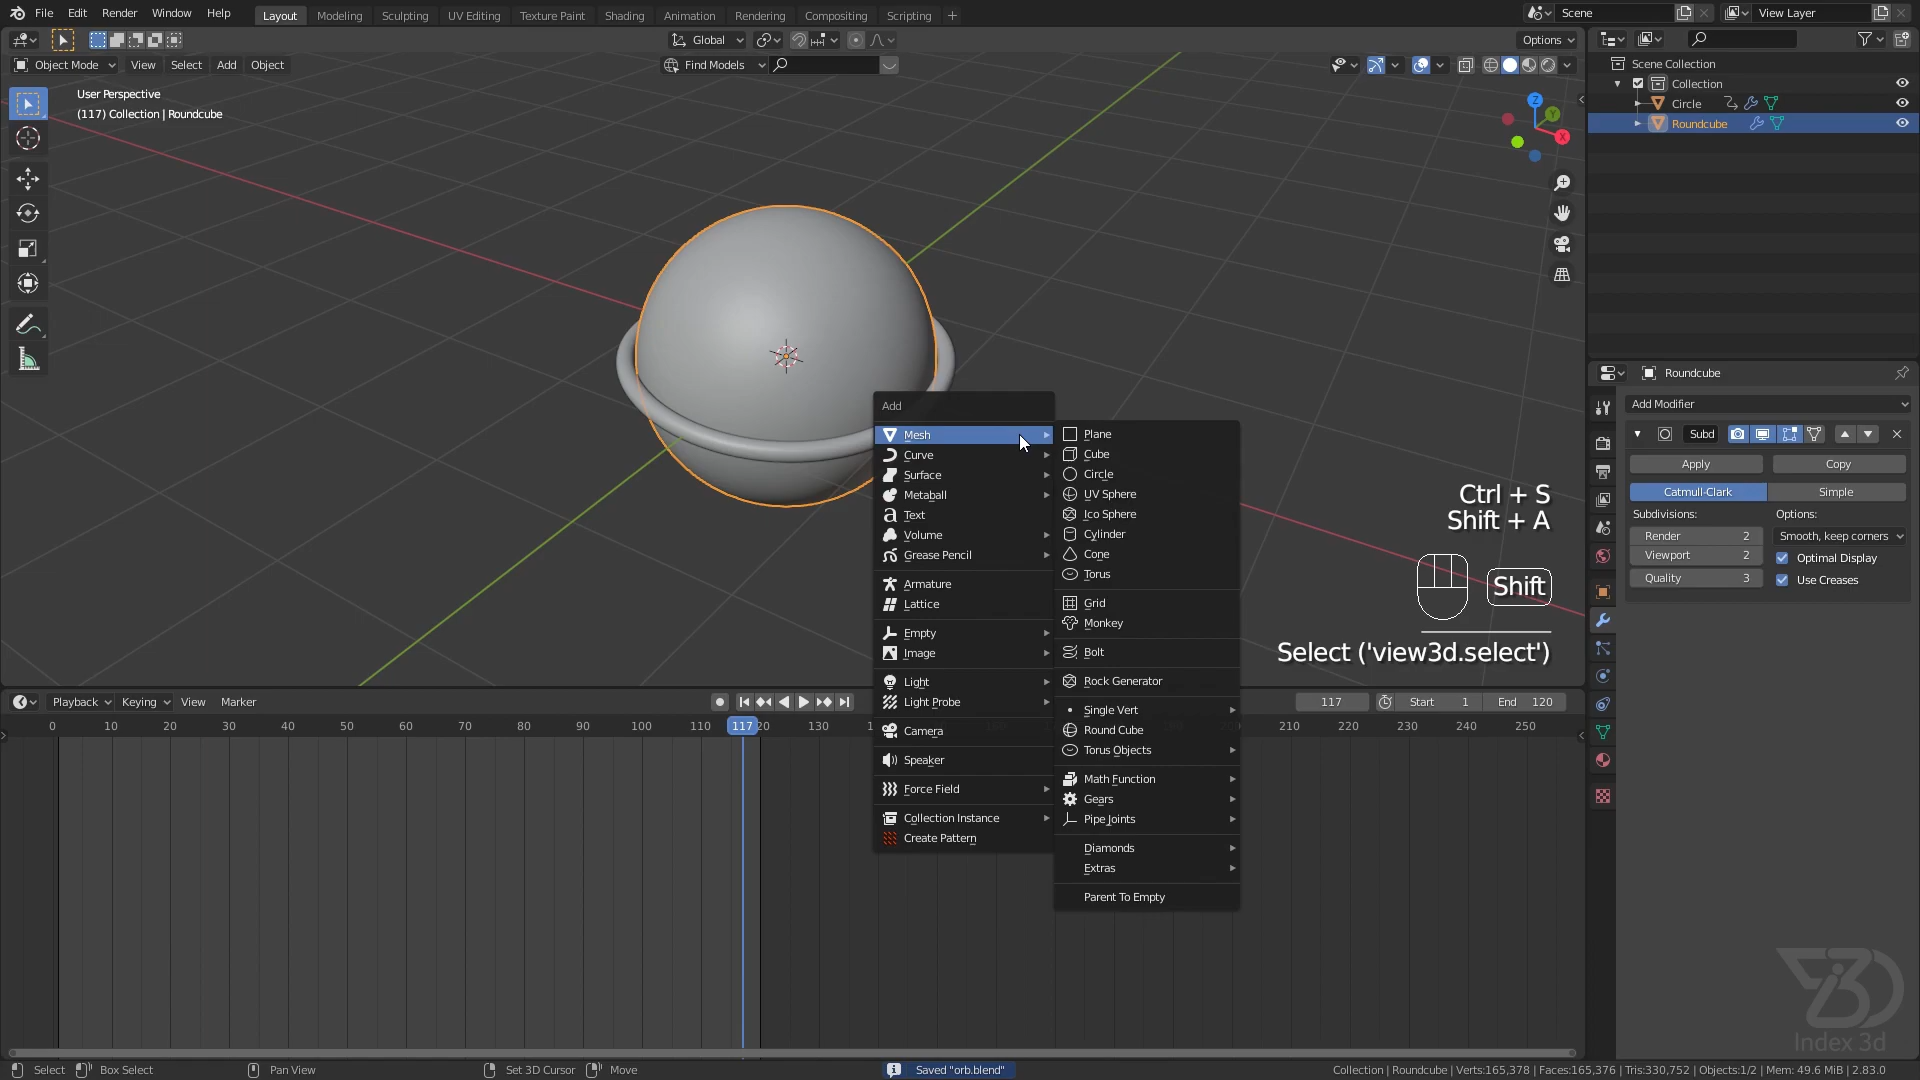 File Edit Render Window Help Layout Modeling Sculpting UV Editing Texture Paint Shading Animation Rendering Compositing Scripting + Scene View Layer
Global Options
Object Mode View Select Add Object Find Models
User Perspective
(117) Collection | Roundcube
Z
Y
X
Scene Collection
Collection
Circle
Roundcube
Roundcube
Add Modifier
Subd
Apply Copy
Catmull-Clark Simple
Subdivisions: Options:
Render 2 Smooth, keep corners
Viewport 2 Optimal Display
Quality 3 Use Creases
Add
Mesh
Curve
Surface
Metaball
Text
Volume
Grease Pencil
Armature
Lattice
Empty
Image
Light
Light Probe
Camera
Speaker
Force Field
Collection Instance
Create Pattern
Plane
Cube
Circle
UV Sphere
Ico Sphere
Cylinder
Cone
Torus
Grid
Monkey
Bolt
Rock Generator
Single Vert
Round Cube
Torus Objects
Math Function
Gears
Pipe Joints
Diamonds
Extras
Parent To Empty
Ctrl + S
Shift + A
Shift
Select ('view3d.select')
Playback Keying View Marker 117 Start 1 End 120
0 10 20 30 40 50 60 70 80 90 100 110 117 20 130 210 220 230 240 250
Index 3d
Select Box Select Pan View Set 3D Cursor Move Saved "orb.blend" Collection | Roundcube | Verts:165,378 | Faces:165,376 | Tris:330,752 | Objects:1/2 | Mem: 49.6 MiB | 2.83.0